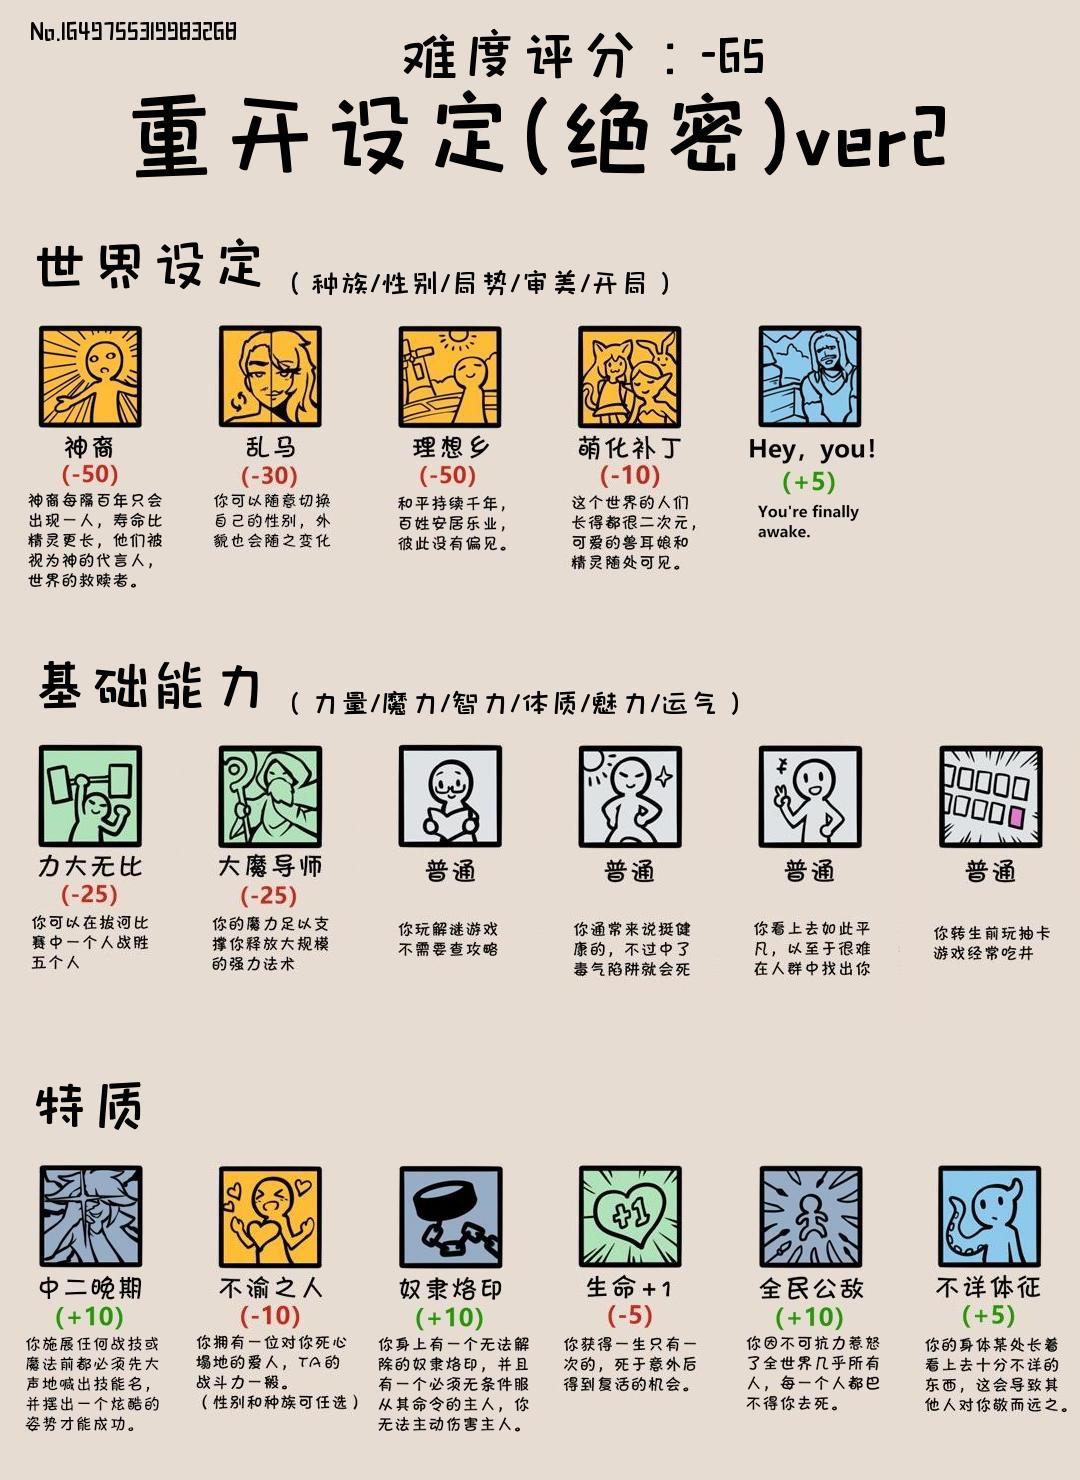 No.1649755319983268
难度评分：-65
重开设定(绝密)ver2
世界设定 （种族/性别/局势/审美/开局）
神裔
(-50)
神裔每隔百年只会
出现一人，寿命比
精灵更长，他们被
视为神的代言人，
世界的救赎者。
乱马
(-30)
你可以随意切换
自己的性别，外
貌也会随之变化
理想乡
(-50)
和平持续千年，
百姓安居乐业，
彼此没有偏见。
萌化补丁
(-10)
这个世界的人们
长得都很二次元，
可爱的兽耳娘和
精灵随处可见。
Hey, you!
(+5)
You're finally
awake.
基础能力 （力量/魔力/智力/体质/魅力/运气）
力大无比
(-25)
你可以在拔河比
赛中一个人战胜
五个人
大魔导师
(-25)
你的魔力足以支
撑你释放大规模
的强力法术
普通
你玩解谜游戏
不需要查攻略
普通
你通常来说挺健
康的，不过中了
毒气陷阱就会死
普通
你看上去如此平
凡，以至于很难
在人群中找出你
普通
你转生前玩抽卡
游戏经常吃井
特质
中二晚期
(+10)
你施展任何战技或
魔法前都必须先大
声地喊出技能名，
并摆出一个炫酷的
姿势才能成功。
不渝之人
(-10)
你拥有一位对你死心
塌地的爱人，TA的
战斗力一般。
（性别和种族可任选）
奴隶烙印
(+10)
你身上有一个无法解
除的奴隶烙印，并且
有一个必须无条件服
从其命令的主人，你
无法主动伤害主人。
+1
生命+1
(-5)
你获得一生只有一
次的，死于意外后
得到复活的机会。
全民公敌
(+10)
你因不可抗力惹怒
了全世界几乎所有
人，每一个人都巴
不得你去死。
不详体征
(+5)
你的身体某处长着
看上去十分不详的
东西，这会导致其
他人对你敬而远之。